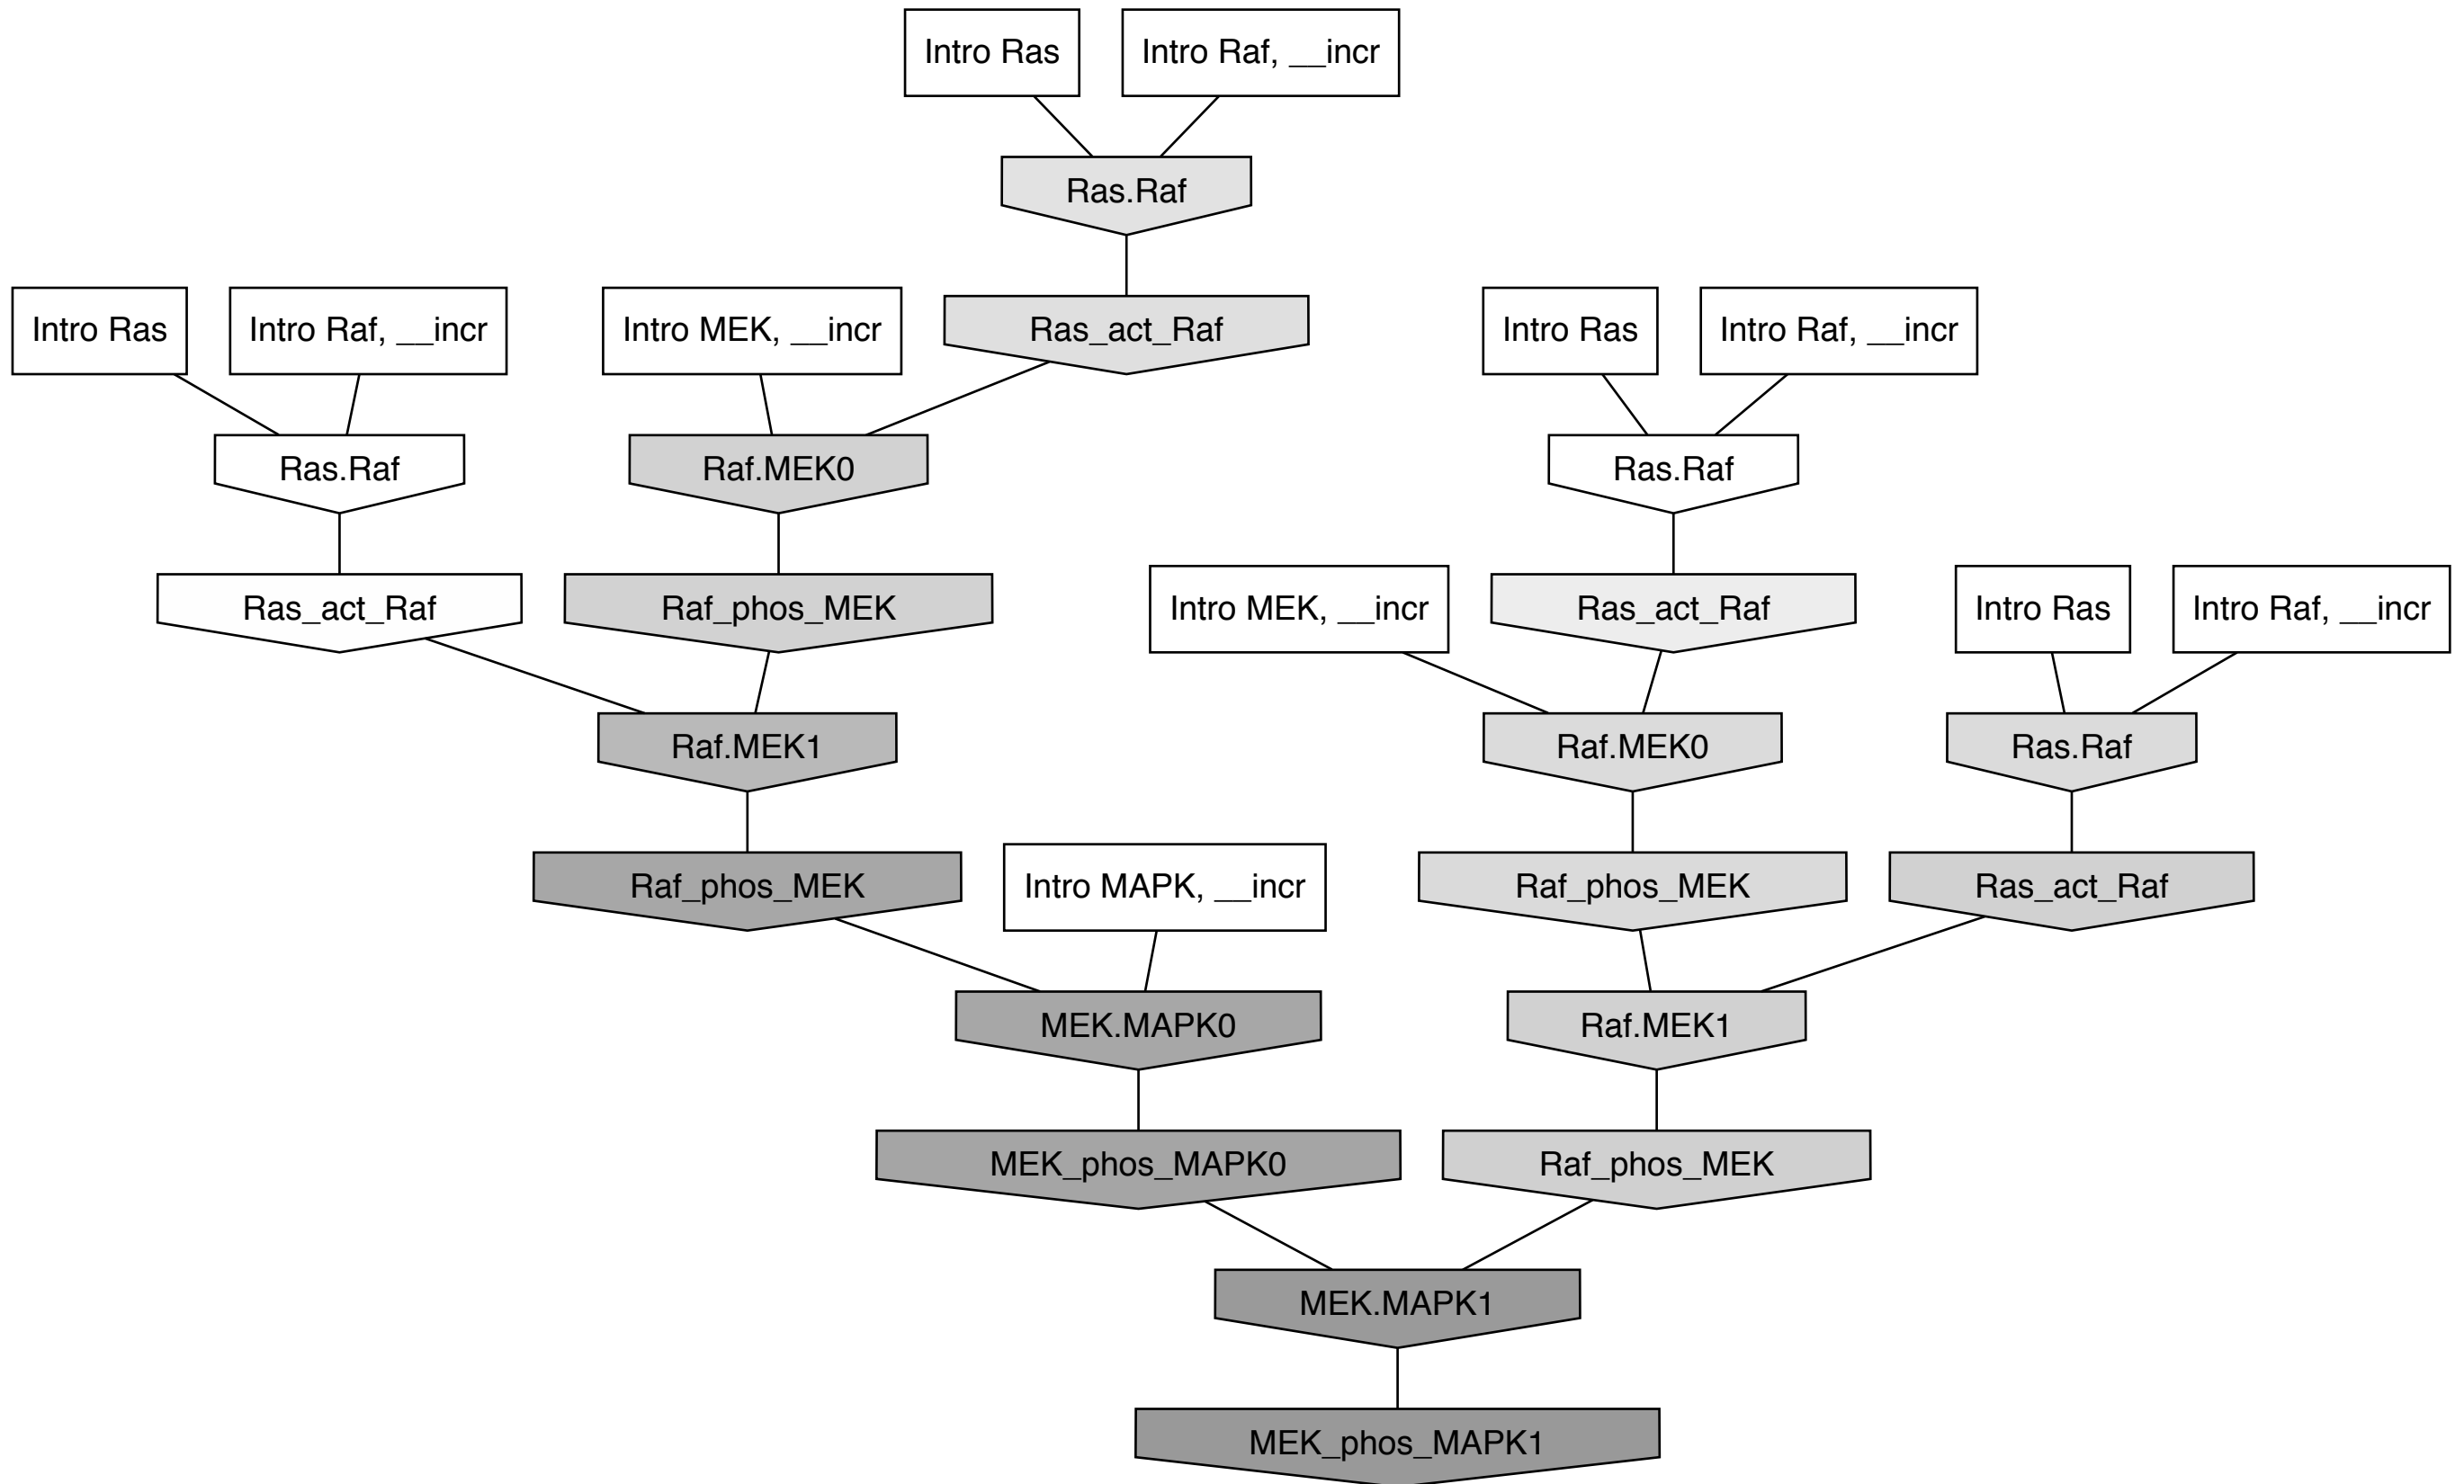 Intro Ras
Intro Raf, __incr
Ras.Raf
Intro Ras
Intro Raf, __incr
Intro MEK, __incr
Ras_act_Raf
Intro Ras
Intro Raf, __incr
Ras.Raf
Raf.MEK0
Ras.Raf
Ras_act_Raf
Raf_phos_MEK
Intro MEK, __incr
Ras_act_Raf
Intro Ras
Intro Raf, __incr
Raf.MEK1
Raf.MEK0
Ras.Raf
Raf_phos_MEK
Intro MAPK, __incr
Raf_phos_MEK
Ras_act_Raf
MEK.MAPK0
Raf.MEK1
MEK_phos_MAPK0
Raf_phos_MEK
MEK.MAPK1
MEK_phos_MAPK1